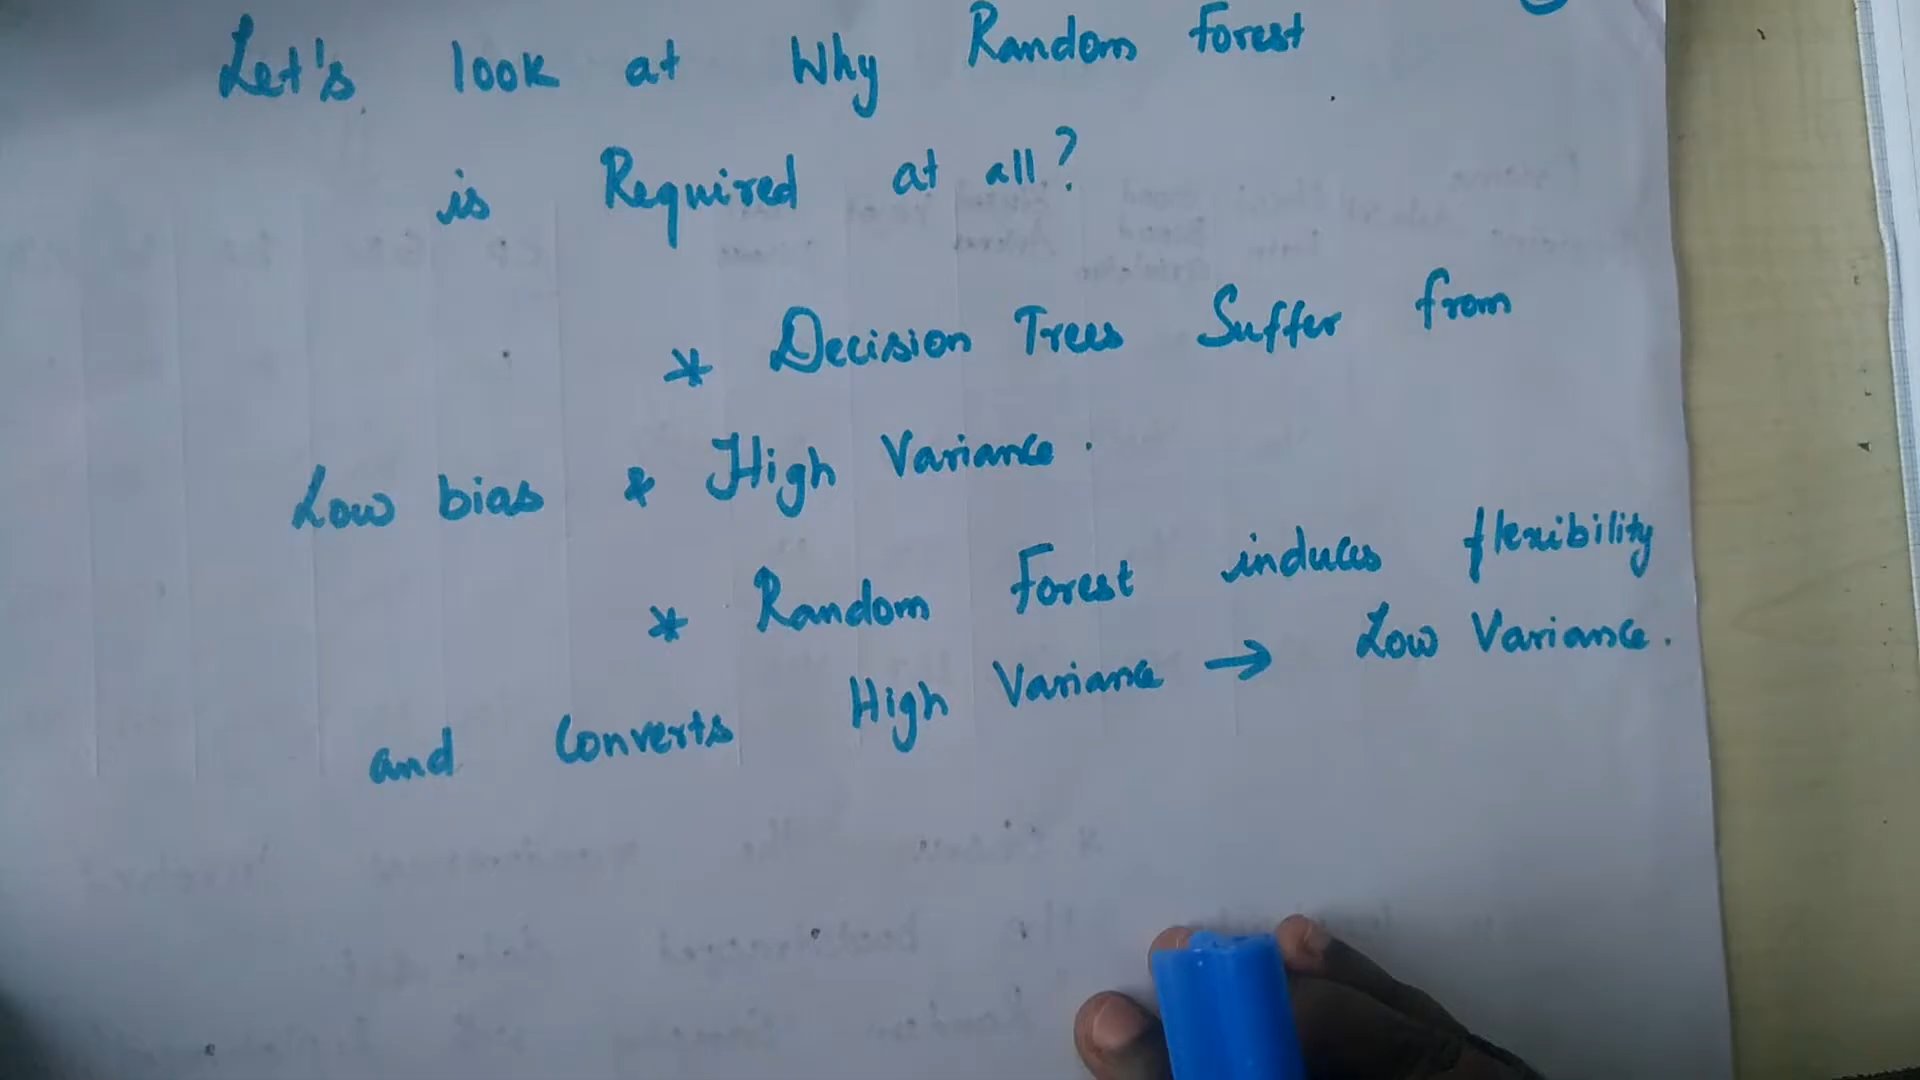 Let's look at Why Random Forest
is Required at all?
* Decision Trees Suffer from
Low bias & High Variance.
* Random Forest induces flexibility
and Converts High Variance → Low Variance.